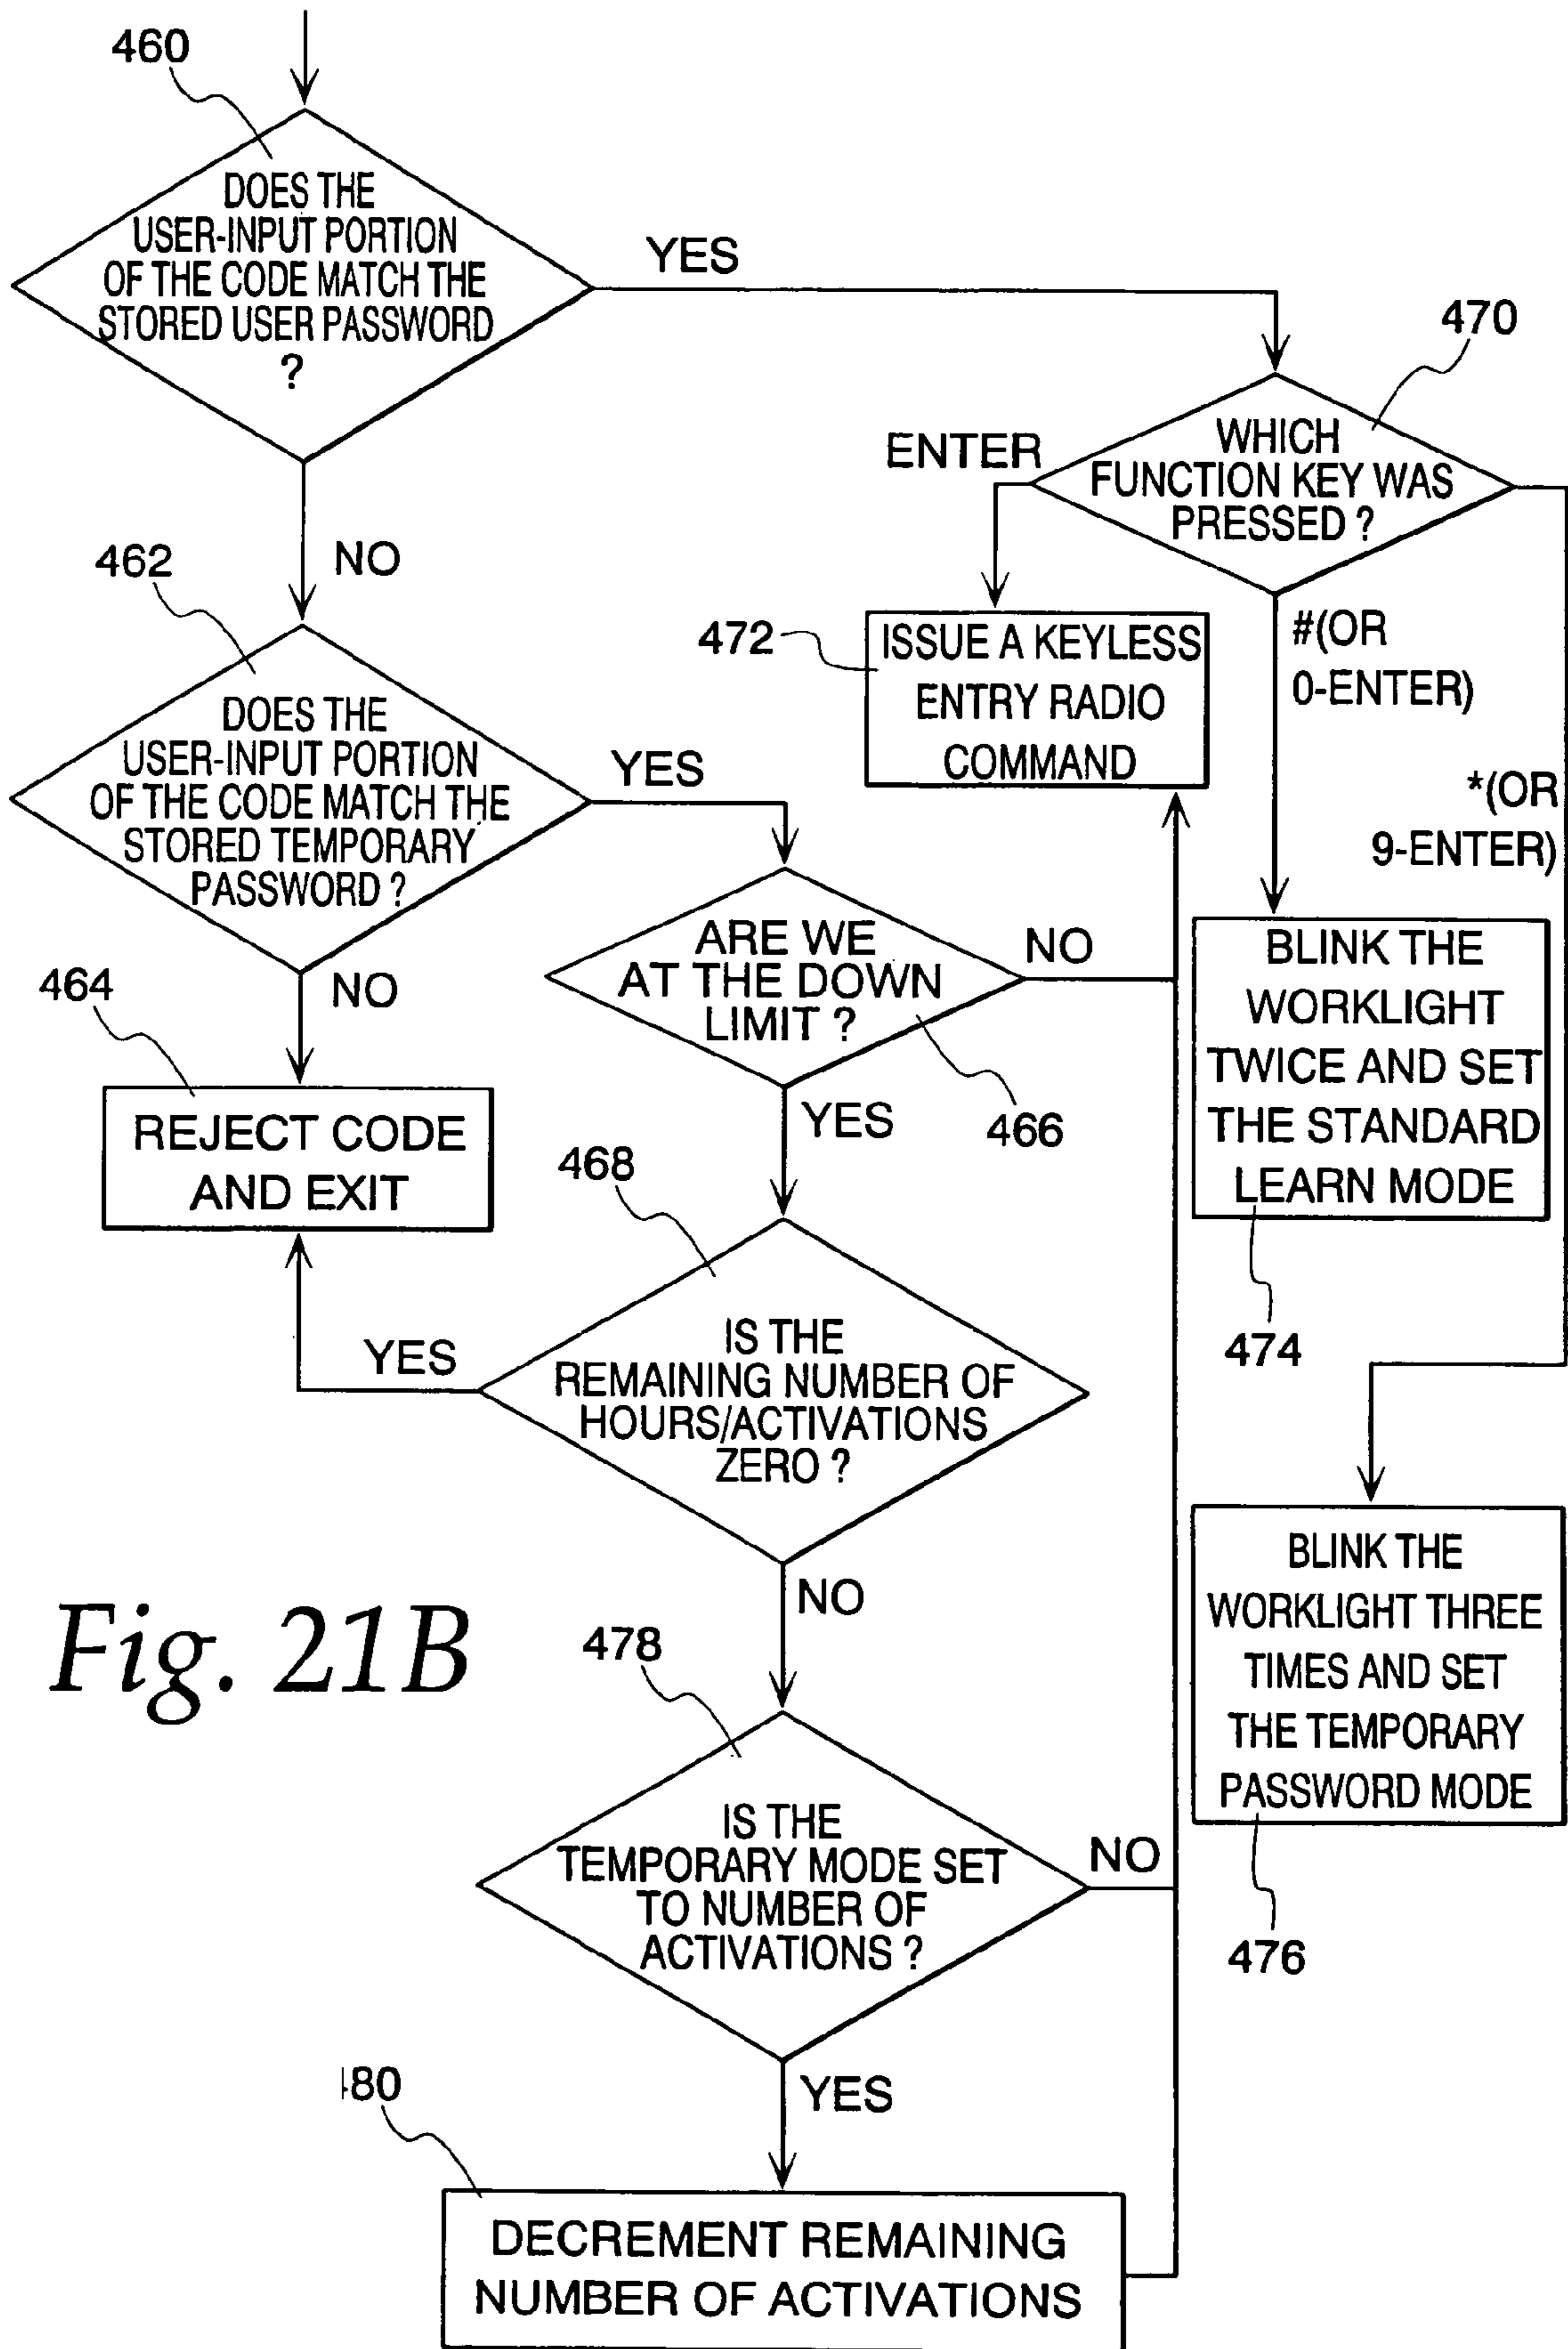 460
DOES THE
USER-INPUT PORTION
OF THE CODE MATCH THE
STORED USER PASSWORD
?
YES
470
WHICH
FUNCTION KEY WAS
PRESSED ?
ENTER
NO
462
472
ISSUE A KEYLESS
ENTRY RADIO
COMMAND
#(OR
0-ENTER)
*(OR
9-ENTER)
DOES THE
USER-INPUT PORTION
OF THE CODE MATCH THE
STORED TEMPORARY
PASSWORD ?
YES
NO
464
REJECT CODE
AND EXIT
ARE WE
AT THE DOWN
LIMIT ?
NO
YES
466
BLINK THE
WORKLIGHT
TWICE AND SET
THE STANDARD
LEARN MODE
474
468
IS THE
REMAINING NUMBER OF
HOURS/ACTIVATIONS
ZERO ?
YES
NO
BLINK THE
WORKLIGHT THREE
TIMES AND SET
THE TEMPORARY
PASSWORD MODE
476
Fig. 21B
478
IS THE
TEMPORARY MODE SET
TO NUMBER OF
ACTIVATIONS ?
NO
YES
80
DECREMENT REMAINING
NUMBER OF ACTIVATIONS